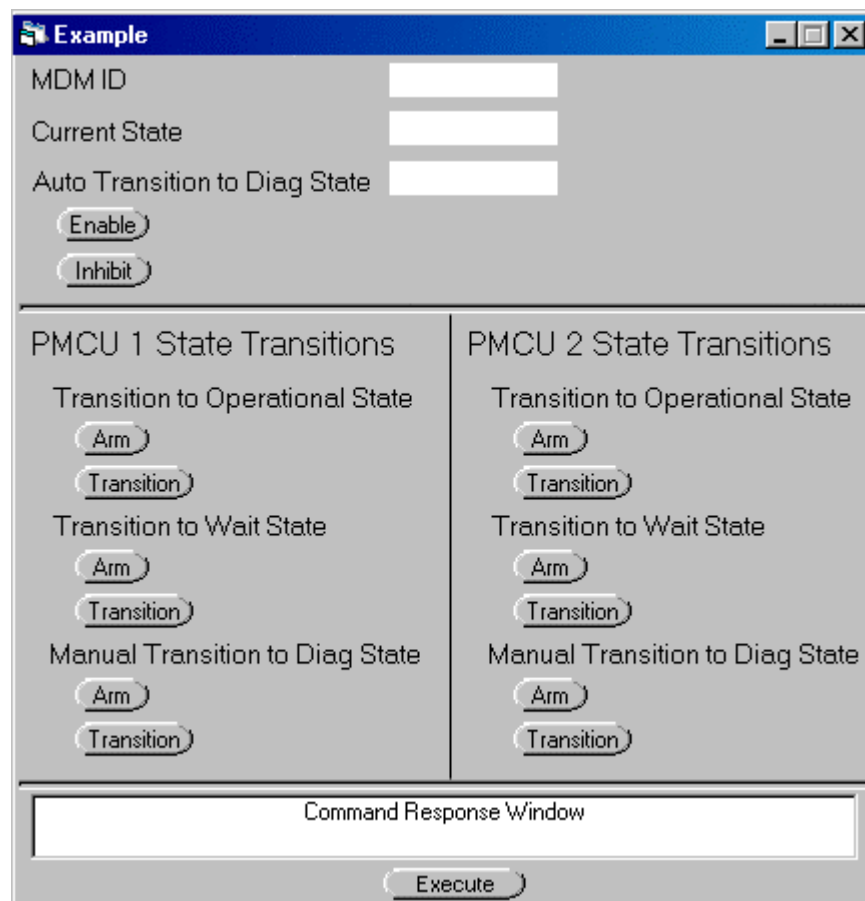 Example
MDM ID
Current State
Auto Transition to Diag State
Enable
Inhibit
PMCU 1 State Transitions
Transition to Operational State
Arm
Transition
Transition to Wait State
Arm
Transition
Manual Transition to Diag State
Arm
Transition
PMCU 2 State Transitions
Transition to Operational State
Arm
Transition
Transition to Wait State
Arm
Transition
Manual Transition to Diag State
Arm
Transition
Command Response Window
Execute